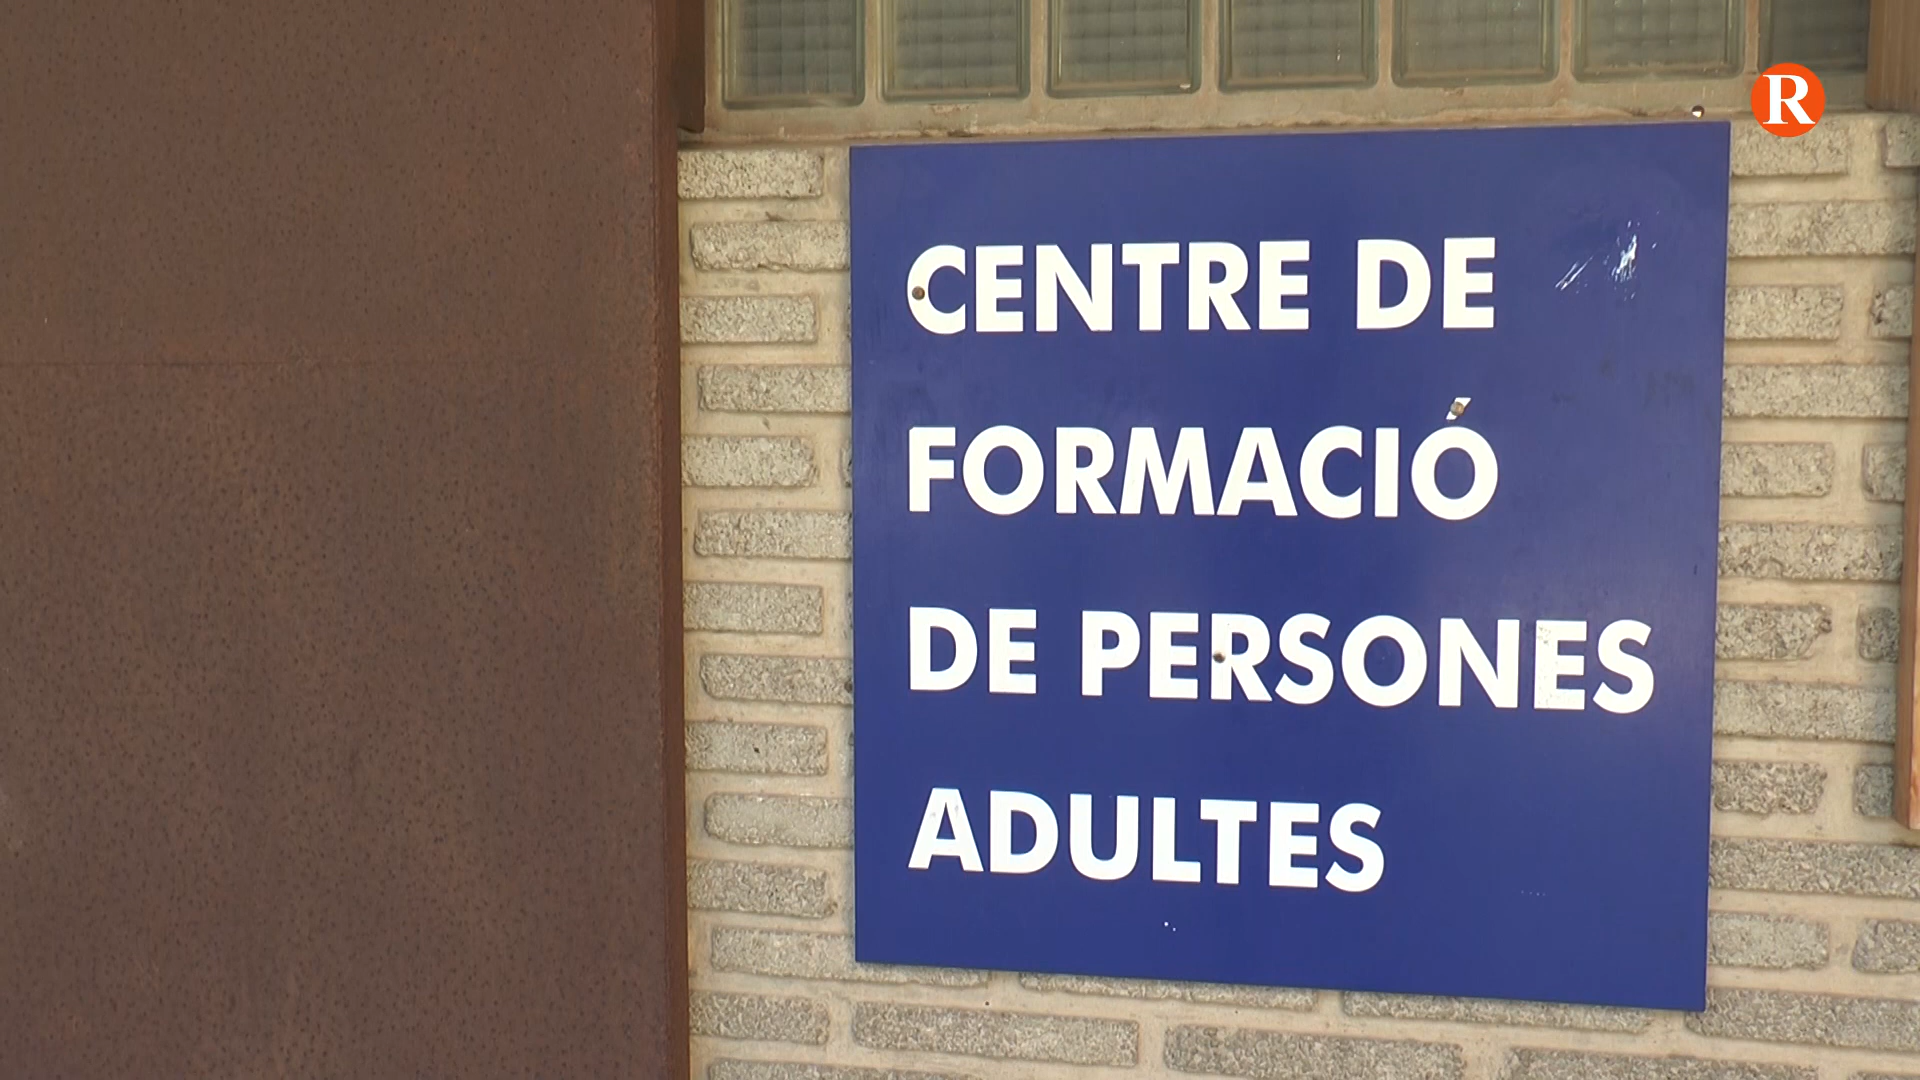 R
CENTRE DE
FORMACIÓ
DE PERSONES
ADULTES